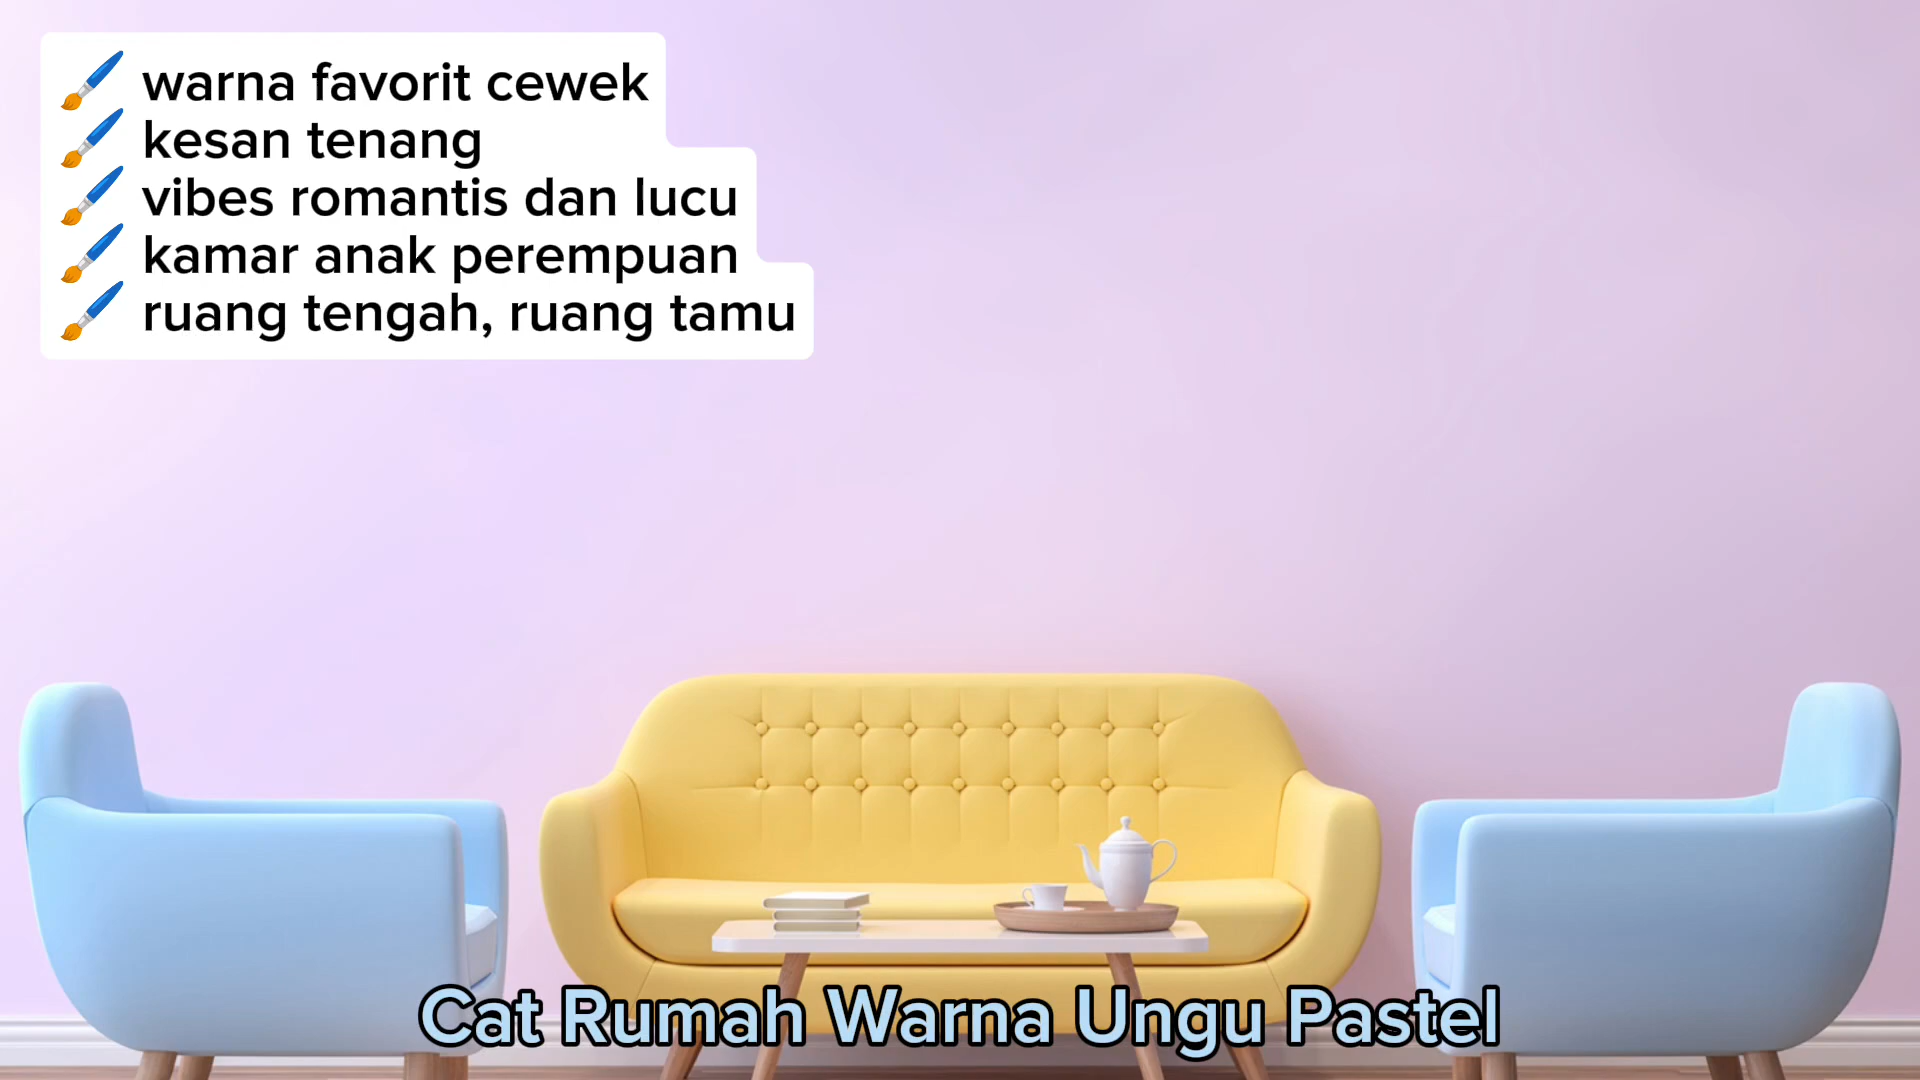 🖌️ warna favorit cewek
🖌️ kesan tenang
🖌️ vibes romantis dan lucu
🖌️ kamar anak perempuan
🖌️ ruang tengah, ruang tamu
Cat Rumah Warna Ungu Pastel